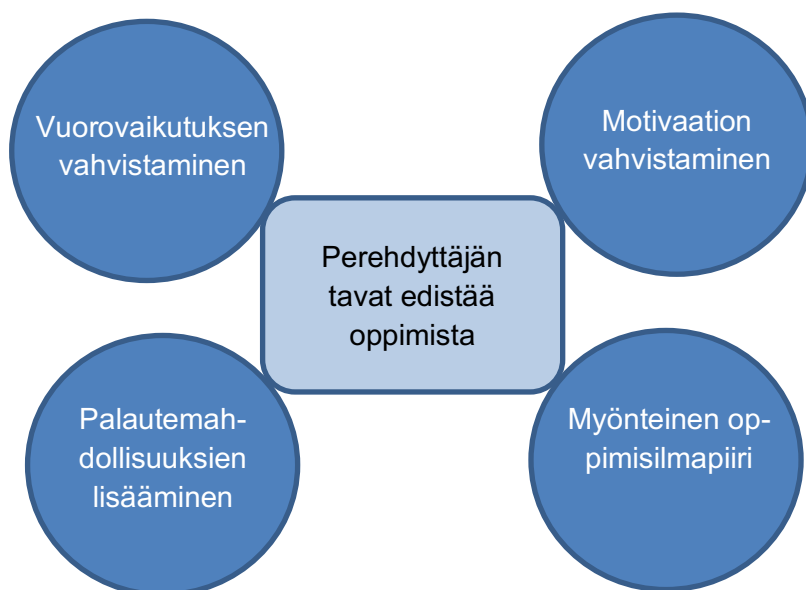 Vuorovaikutuksen
vahvistaminen
Motivaation
vahvistaminen
Perehdyttäjän
tavat edistää
oppimista
Palautemah-
dollisuuksien
lisääminen
Myönteinen op-
pimisilmapiiri